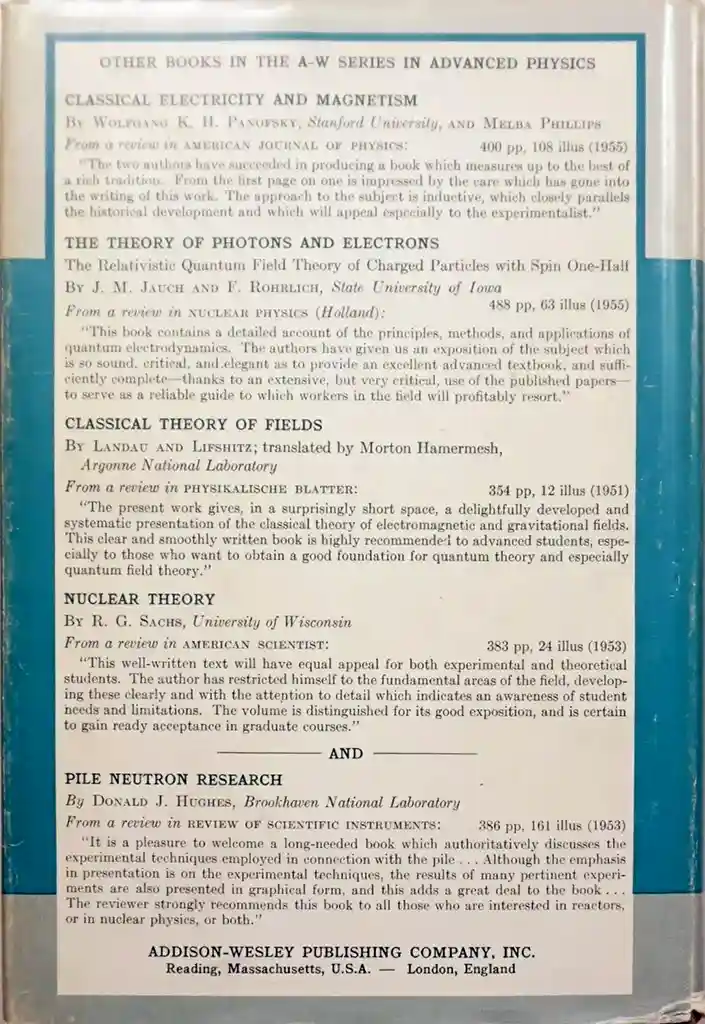 OTHER BOOKS IN THE A-W SERIES IN ADVANCED PHYSICS
CLASSICAL ELECTRICITY AND MAGNETISM
By Wolfgang K. H. Panofsky, Stanford University, and Melba Phillips
From a review in AMERICAN JOURNAL OF PHYSICS: 400 pp, 108 illus (1955)
"The two authors have succeeded in producing a book which measures up to the best of
a rich tradition. From the first page on one is impressed by the care which has gone into
the writing of this work. The approach to the subject is inductive, which closely parallels
the historical development and which will appeal especially to the experimentalist."
THE THEORY OF PHOTONS AND ELECTRONS
The Relativistic Quantum Field Theory of Charged Particles with Spin One-Half
By J. M. Jauch and F. Rohrlich, State University of Iowa
From a review in NUCLEAR PHYSICS (Holland): 488 pp, 63 illus (1955)
"This book contains a detailed account of the principles, methods, and applications of
quantum electrodynamics. The authors have given us an exposition of the subject which
is so sound, critical, and elegant as to provide an excellent advanced textbook, and suffi-
ciently complete—thanks to an extensive, but very critical, use of the published papers—
to serve as a reliable guide to which workers in the field will profitably resort."
CLASSICAL THEORY OF FIELDS
By Landau and Lifshitz; translated by Morton Hamermesh,
Argonne National Laboratory
From a review in PHYSIKALISCHE BLATTER: 354 pp, 12 illus (1951)
"The present work gives, in a surprisingly short space, a delightfully developed and
systematic presentation of the classical theory of electromagnetic and gravitational fields.
This clear and smoothly written book is highly recommended to advanced students, espe-
cially to those who want to obtain a good foundation for quantum theory and especially
quantum field theory."
NUCLEAR THEORY
By R. G. Sachs, University of Wisconsin
From a review in AMERICAN SCIENTIST: 383 pp, 24 illus (1953)
"This well-written text will have equal appeal for both experimental and theoretical
students. The author has restricted himself to the fundamental areas of the field, develop-
ing these clearly and with the attention to detail which indicates an awareness of student
needs and limitations. The volume is distinguished for its good exposition, and is certain
to gain ready acceptance in graduate courses."
AND
PILE NEUTRON RESEARCH
By Donald J. Hughes, Brookhaven National Laboratory
From a review in REVIEW OF SCIENTIFIC INSTRUMENTS: 386 pp, 161 illus (1953)
"It is a pleasure to welcome a long-needed book which authoritatively discusses the
experimental techniques employed in connection with the pile . . . Although the emphasis
in presentation is on the experimental techniques, the results of many pertinent experi-
ments are also presented in graphical form, and this adds a great deal to the book . . .
The reviewer strongly recommends this book to all those who are interested in reactors,
or in nuclear physics, or both."
ADDISON-WESLEY PUBLISHING COMPANY, INC.
Reading, Massachusetts, U.S.A. — London, England